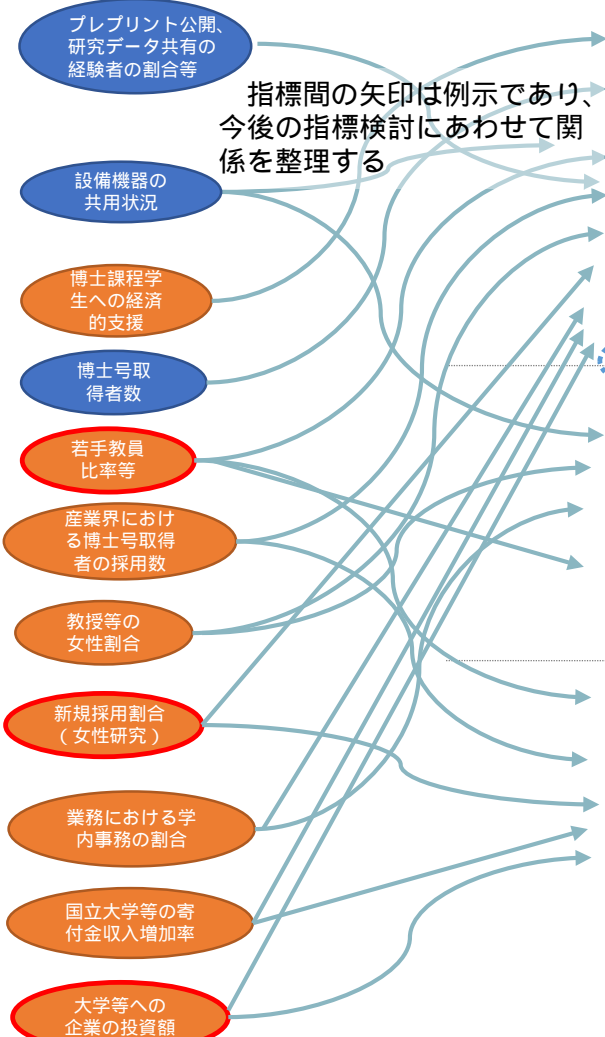 プレプリント公開、
研究データ共有の
経験者の割合等
指標間の矢印は例示であり、
今後の指標検討にあわせて関
係を整理する
設備機器の
共用状況
博士課程学
生への経済
的支援
博士号取
得者数
若手教員
比率等
産業界におけ
る博士号取得
者の採用数
教授等の
女性割合
新規採用割合
（女性研究）
業務における学
内事務の割合
国立大学等の寄
付金収入増加率
大学等への
企業の投資額